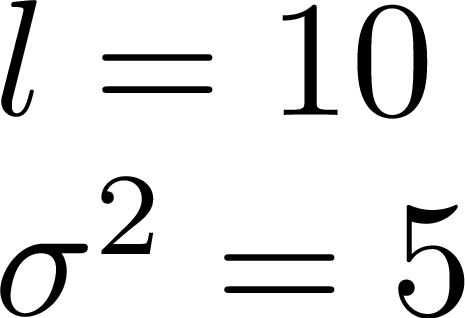 l = 10
σ² = 5